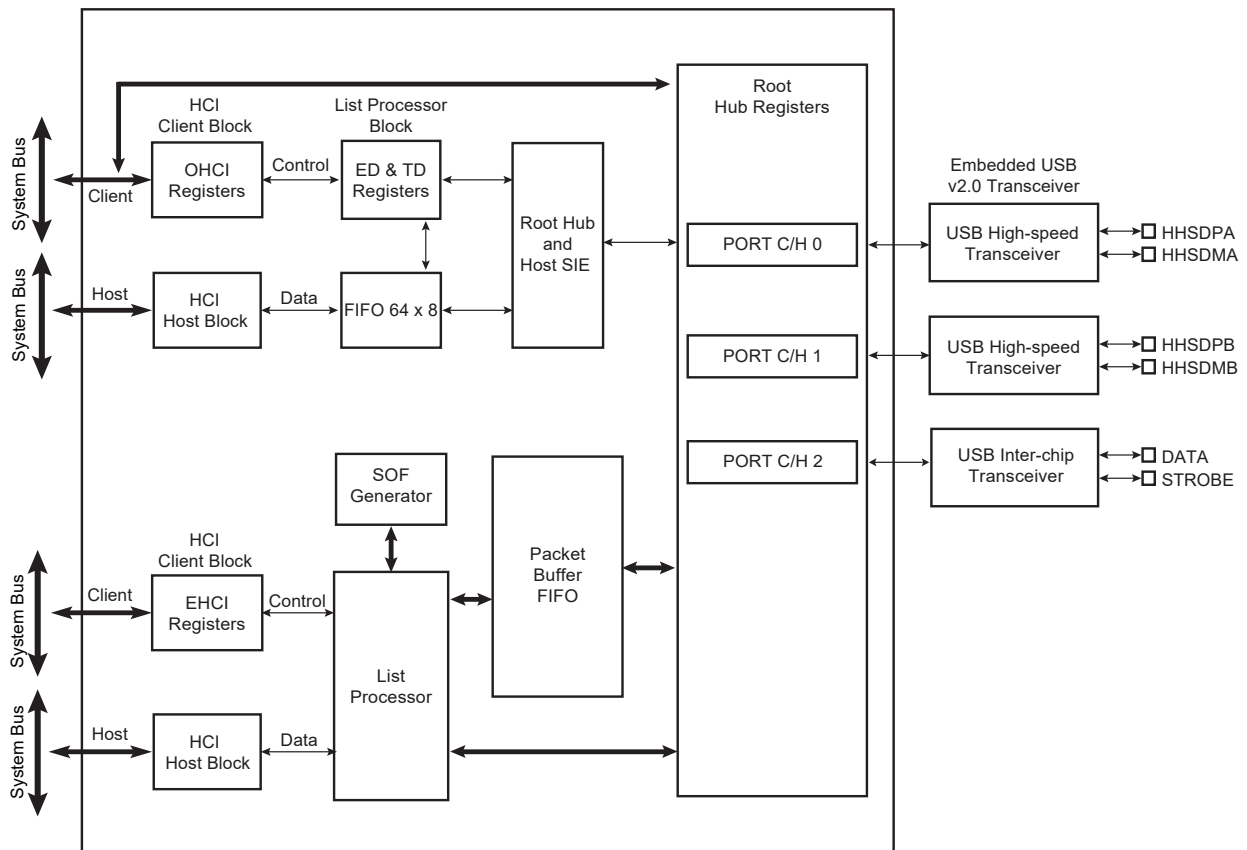 Root
Hub Registers
HCI
Client Block
List Processor
Block
System Bus
Client
OHCI
Registers
Control
ED & TD
Registers
Root Hub
and
Host SIE
PORT C/H 0
Embedded USB
v2.0 Transceiver
USB High-speed
Transceiver
HHSDPA
HHSDMA
System Bus
Host
HCI
Host Block
Data
FIFO 64 x 8
PORT C/H 1
USB High-speed
Transceiver
HHSDPB
HHSDMB
PORT C/H 2
USB Inter-chip
Transceiver
DATA
STROBE
SOF
Generator
HCI
Client Block
System Bus
Client
EHCI
Registers
Control
List
Processor
Packet
Buffer
FIFO
System Bus
Host
HCI
Host Block
Data